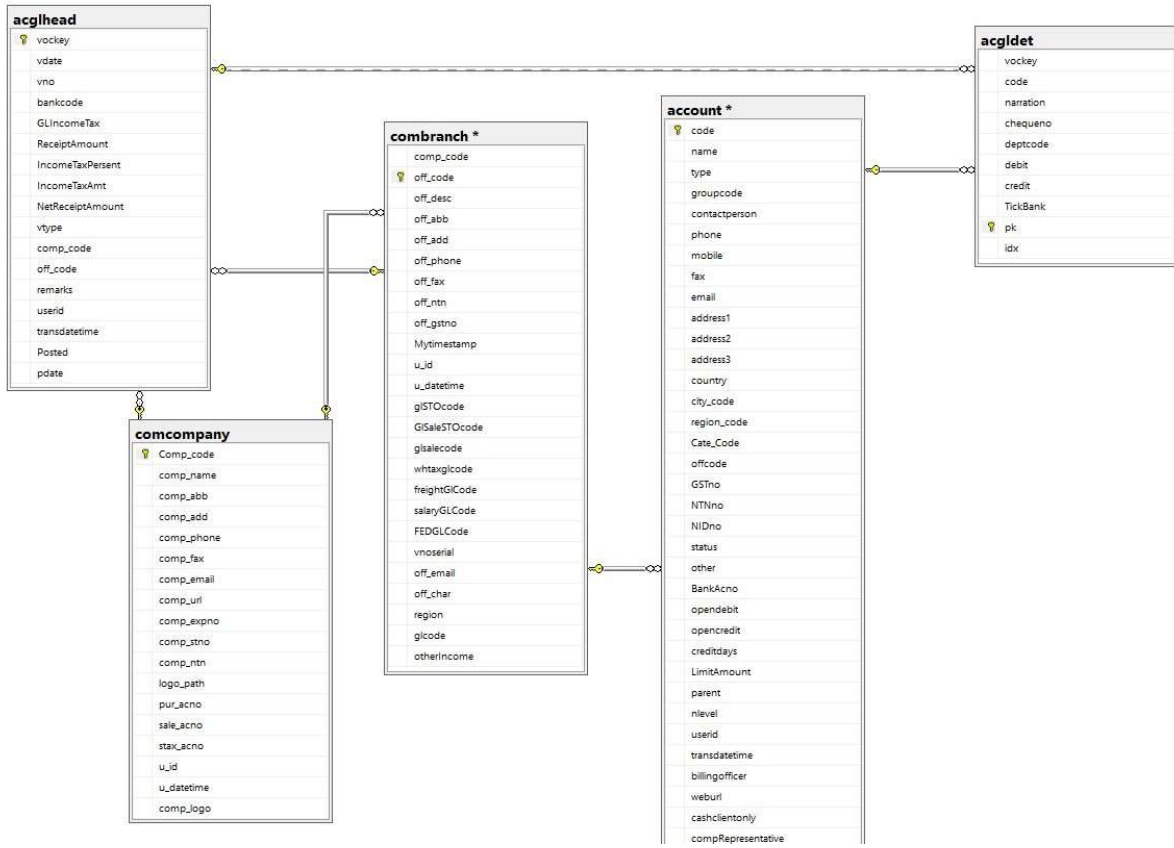 acglhead
vockey
vdate
vno
bankcode
GLIncomeTax
ReceiptAmount
IncomeTaxPersent
IncomeTaxAmt
NetReceiptAmount
vtype
comp_code
off_code
remarks
userid
transdatetime
Posted
pdate
comcompany
Comp_code
comp_name
comp_abb
comp_add
comp_phone
comp_fax
comp_email
comp_url
comp_expno
comp_stno
comp_ntn
logo_path
pur_acno
sale_acno
stax_acno
u_id
u_datetime
comp_logo
combranch *
comp_code
off_code
off_desc
off_abb
off_add
off_phone
off_fax
off_ntn
off_gstno
Mytimestamp
u_id
u_datetime
glSTOcode
GlSaleSTOcode
glsalecode
whtaxglcode
freightGlCode
salaryGLCode
FEDGLCode
vnoserial
off_email
off_char
region
glcode
otherIncome
account *
code
name
type
groupcode
contactperson
phone
mobile
fax
email
address1
address2
address3
country
city_code
region_code
Cate_Code
offcode
GSTno
NTNno
NIDno
status
other
BankAcno
opendebit
opencredit
creditdays
LimitAmount
parent
nlevel
userid
transdatetime
billingofficer
weburl
cashclientonly
compRepresentative
acgldet
vockey
code
narration
chequeno
deptcode
debit
credit
TickBank
pk
idx